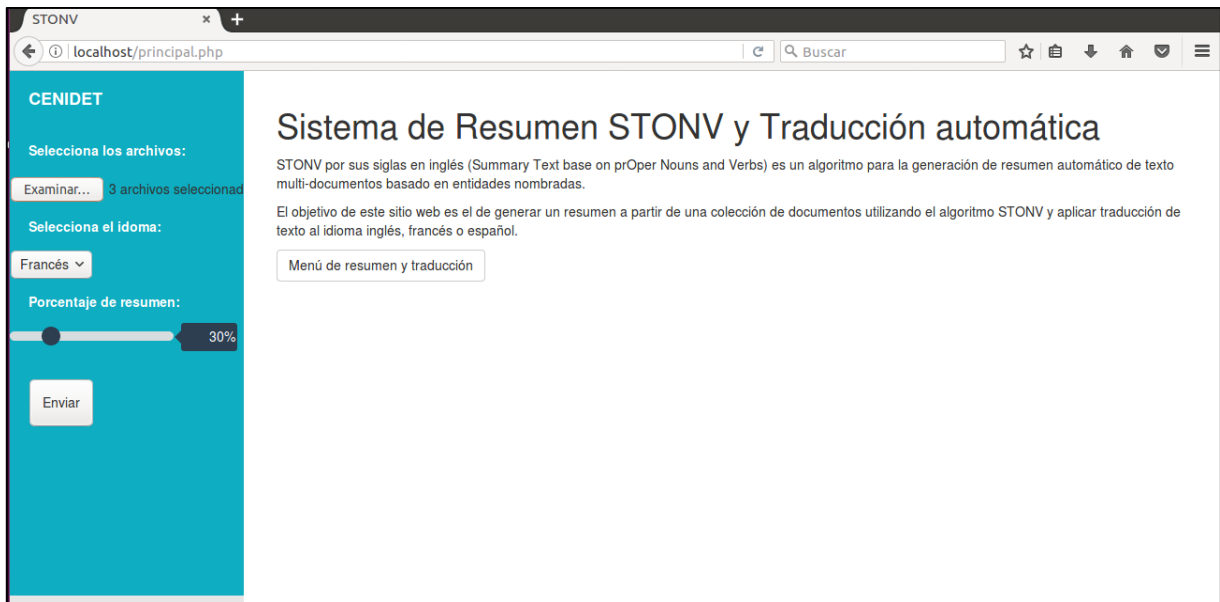 STONV
localhost/principal.php
Buscar
CENIDET
Selecciona los archivos:
Examinar... 3 archivos seleccionad
Selecciona el idoma:
Francés
Porcentaje de resumen:
30%
Enviar
Sistema de Resumen STONV y Traducción automática
STONV por sus siglas en inglés (Summary Text base on prOper Nouns and Verbs) es un algoritmo para la generación de resumen automático de texto
multi-documentos basado en entidades nombradas.
El objetivo de este sitio web es el de generar un resumen a partir de una colección de documentos utilizando el algoritmo STONV y aplicar traducción de
texto al idioma inglés, francés o español.
Menú de resumen y traducción